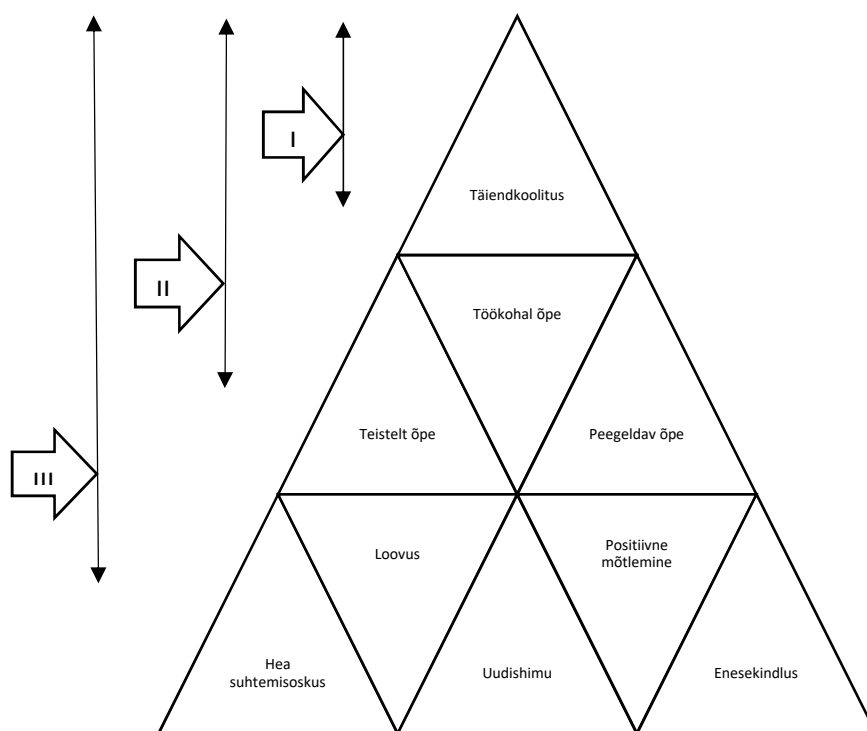 I
Täiendkoolitus
II
Töökohal õpe
Teistelt õpe
Peegeldav õpe
III
Loovus
Positiivne
mõtlemine
Hea
suhtemisoskus
Uudishimu
Enesekindlus